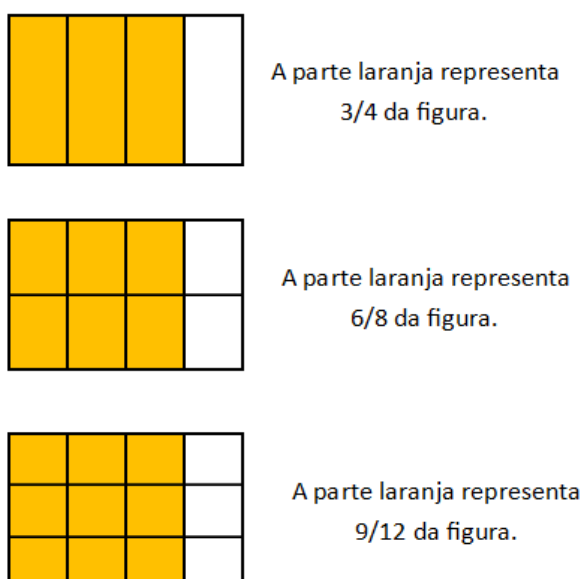 A parte laranja representa
3/4 da figura.
A parte laranja representa
6/8 da figura.
A parte laranja representa
9/12 da figura.